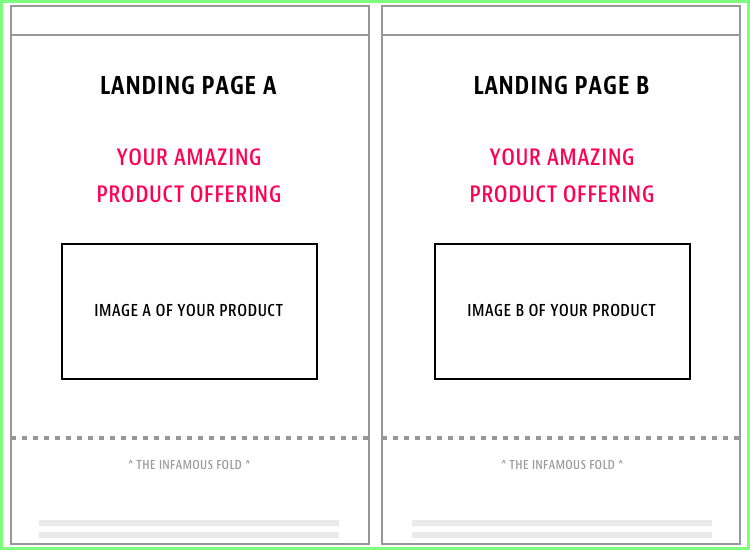 LANDING PAGE A
YOUR AMAZING
PRODUCT OFFERING
IMAGE A OF YOUR PRODUCT
^ THE INFAMOUS FOLD ^
LANDING PAGE B
YOUR AMAZING
PRODUCT OFFERING
IMAGE B OF YOUR PRODUCT
^ THE INFAMOUS FOLD ^